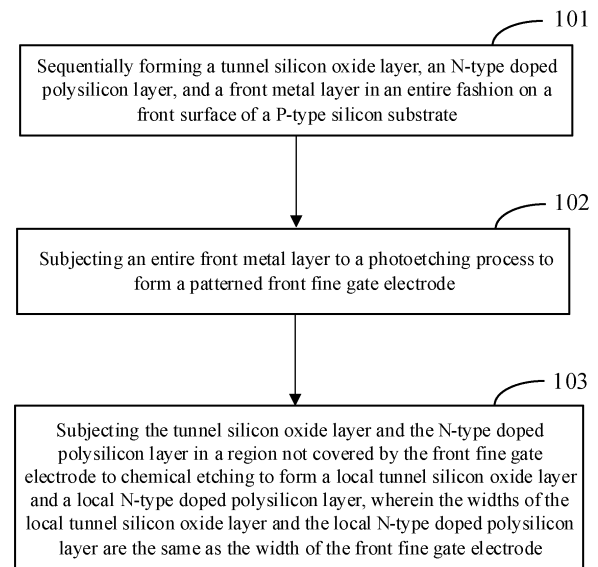 101
Sequentially forming a tunnel silicon oxide layer, an N-type doped
polysilicon layer, and a front metal layer in an entire fashion on a
front surface of a P-type silicon substrate
102
Subjecting an entire front metal layer to a photoetching process to
form a patterned front fine gate electrode
103
Subjecting the tunnel silicon oxide layer and the N-type doped
polysilicon layer in a region not covered by the front fine gate
electrode to chemical etching to form a local tunnel silicon oxide layer
and a local N-type doped polysilicon layer, wherein the widths of the
local tunnel silicon oxide layer and the local N-type doped polysilicon
layer are the same as the width of the front fine gate electrode